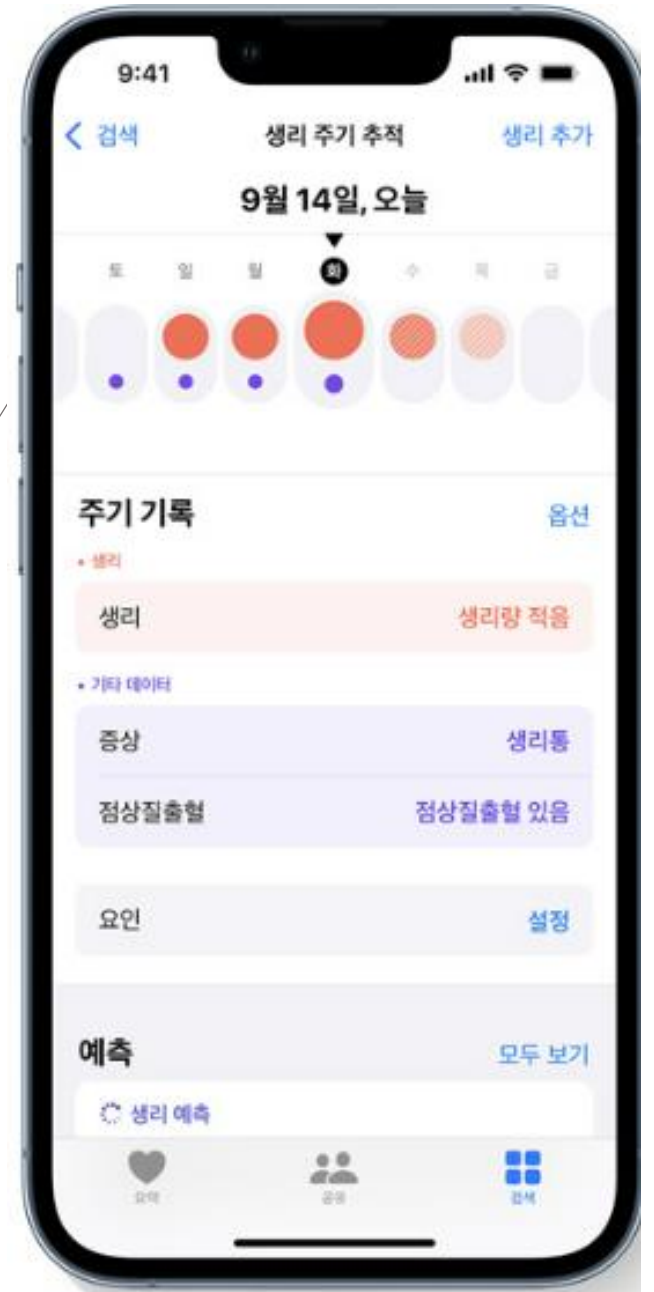 9:41
검색 생리 주기 추적 생리 추가
9월 14일, 오늘
토 일 월 화 수 목 금
주기 기록 옵션
• 생리
생리 생리량 적음
• 기타 데이터
증상 생리통
점상질출혈 점상질출혈 있음
요인 설정
예측 모두 보기
생리 예측
요약 공유 검색